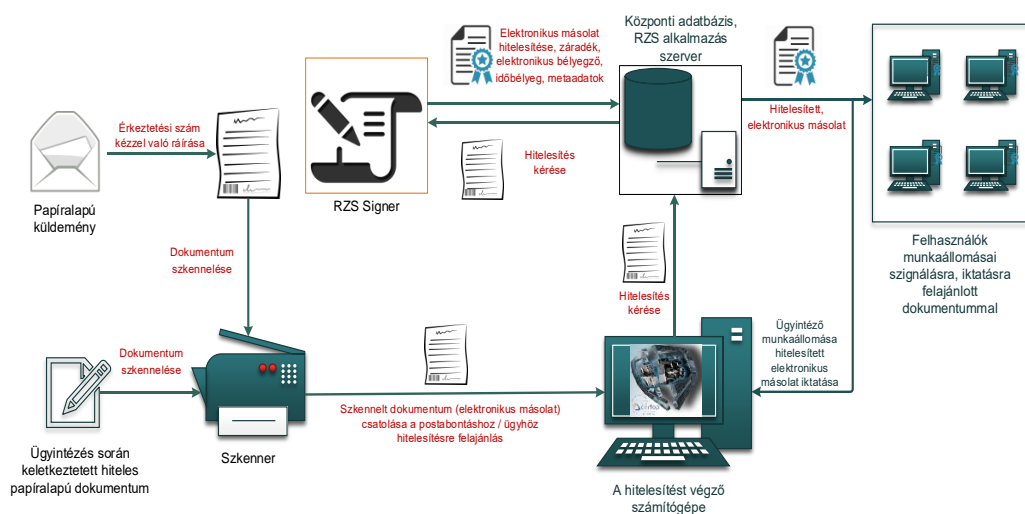 Elektronikus másolat
hitelesítése, záradék,
elektronikus bélyegző,
időbélyeg, metaadatok
Központi adatbázis,
RZS alkalmazás
szerver
Érkeztetési szám
kézzel való ráírása
Hitelesített,
elektronikus másolat
Hitelesítés
kérése
RZS Signer
Papíralapú
küldemény
Dokumentum
szkennelése
Felhasználók
munkaállomásai
szignálásra, iktatásra
felajánlott
dokumentummal
Hitelesítés
kérése
Dokumentum
szkennelése
Ügyintéző
munkaállomása
hitelesített
elektronikus
másolat iktatása
Szkennelt dokumentum (elektronikus másolat)
csatolása a postabontáshoz / ügyhöz
hitelesítésre felajánlás
Ügyintézés során
keletkeztetett hiteles
papíralapú dokumentum
Szkenner
A hitelesítést végző
számítógépe